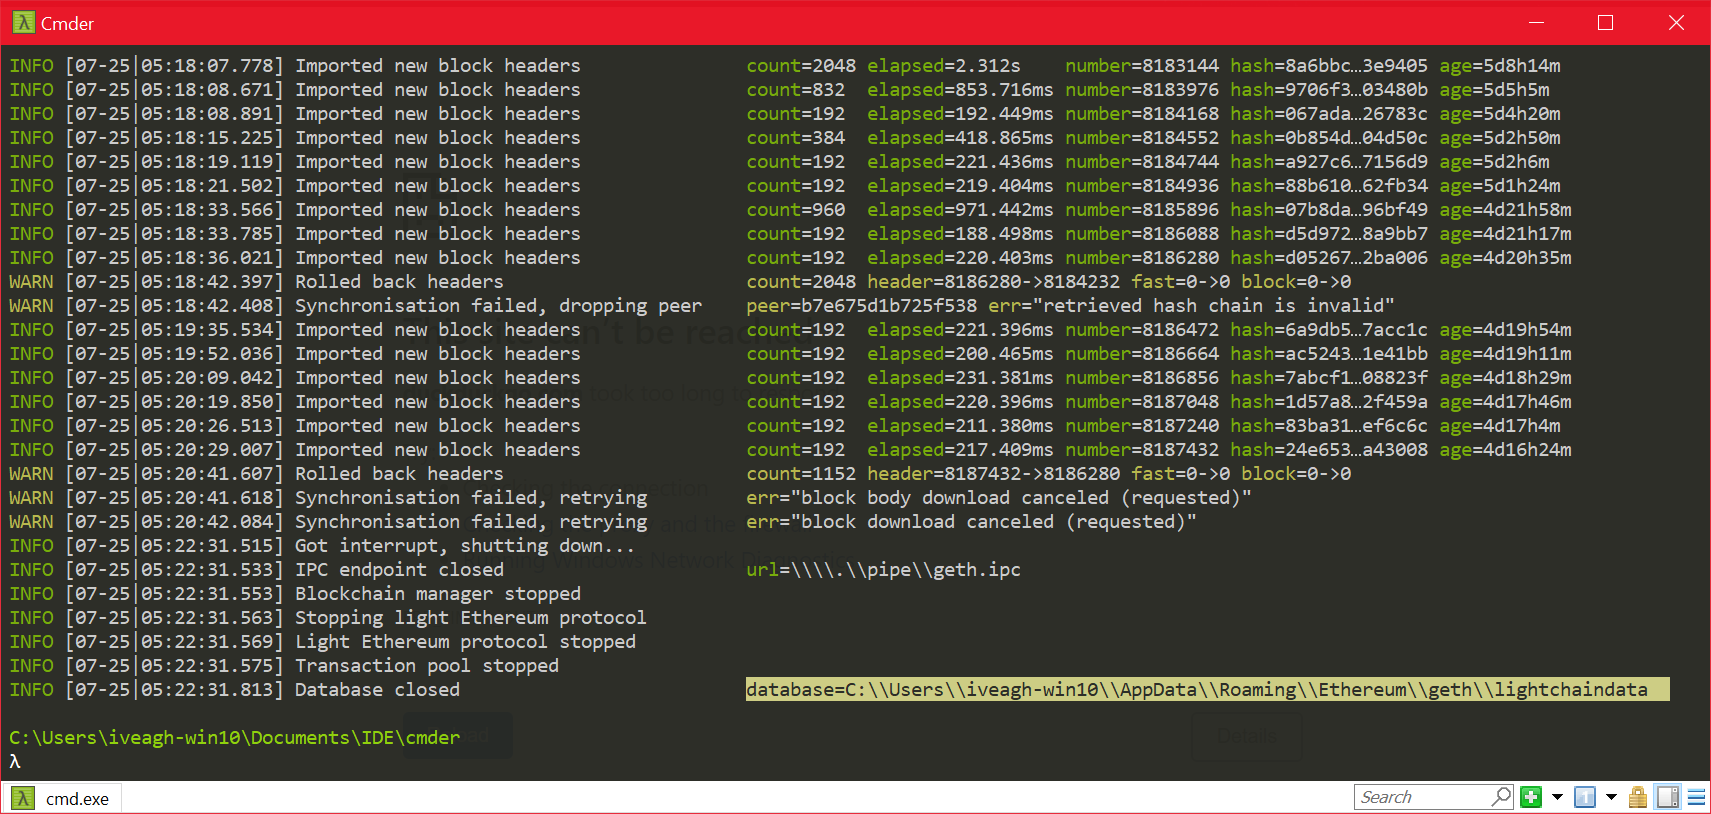 Cmder
INFO [07-25|05:18:07.778] Imported new block headers count=2048 elapsed=2.312s number=8183144 hash=8a6bbc…3e9405 age=5d8h14m
INFO [07-25|05:18:08.671] Imported new block headers count=832 elapsed=853.716ms number=8183976 hash=9706f3…03480b age=5d5h5m
INFO [07-25|05:18:08.891] Imported new block headers count=192 elapsed=192.449ms number=8184168 hash=067ada…26783c age=5d4h20m
INFO [07-25|05:18:15.225] Imported new block headers count=384 elapsed=418.865ms number=8184552 hash=0b854d…04d50c age=5d2h50m
INFO [07-25|05:18:19.119] Imported new block headers count=192 elapsed=221.436ms number=8184744 hash=a927c6…7156d9 age=5d2h6m
INFO [07-25|05:18:21.502] Imported new block headers count=192 elapsed=219.404ms number=8184936 hash=88b610…62fb34 age=5d1h24m
INFO [07-25|05:18:33.566] Imported new block headers count=960 elapsed=971.442ms number=8185896 hash=07b8da…96bf49 age=4d21h58m
INFO [07-25|05:18:33.785] Imported new block headers count=192 elapsed=188.498ms number=8186088 hash=d5d972…8a9bb7 age=4d21h17m
INFO [07-25|05:18:36.021] Imported new block headers count=192 elapsed=220.403ms number=8186280 hash=d05267…2ba006 age=4d20h35m
WARN [07-25|05:18:42.397] Rolled back headers count=2048 header=8186280->8184232 fast=0->0 block=0->0
WARN [07-25|05:18:42.408] Synchronisation failed, dropping peer peer=b7e675d1b725f538 err="retrieved hash chain is invalid"
INFO [07-25|05:19:35.534] Imported new block headers count=192 elapsed=221.396ms number=8186472 hash=6a9db5…7acc1c age=4d19h54m
INFO [07-25|05:19:52.036] Imported new block headers count=192 elapsed=200.465ms number=8186664 hash=ac5243…1e41bb age=4d19h11m
INFO [07-25|05:20:09.042] Imported new block headers count=192 elapsed=231.381ms number=8186856 hash=7abcf1…08823f age=4d18h29m
INFO [07-25|05:20:19.850] Imported new block headers count=192 elapsed=220.396ms number=8187048 hash=1d57a8…2f459a age=4d17h46m
INFO [07-25|05:20:26.513] Imported new block headers count=192 elapsed=211.380ms number=8187240 hash=83ba31…ef6c6c age=4d17h4m
INFO [07-25|05:20:29.007] Imported new block headers count=192 elapsed=217.409ms number=8187432 hash=24e653…a43008 age=4d16h24m
WARN [07-25|05:20:41.607] Rolled back headers count=1152 header=8187432->8186280 fast=0->0 block=0->0
WARN [07-25|05:20:41.618] Synchronisation failed, retrying err="block body download canceled (requested)"
WARN [07-25|05:20:42.084] Synchronisation failed, retrying err="block download canceled (requested)"
INFO [07-25|05:22:31.515] Got interrupt, shutting down...
INFO [07-25|05:22:31.533] IPC endpoint closed url=\\\\.\\pipe\\geth.ipc
INFO [07-25|05:22:31.553] Blockchain manager stopped
INFO [07-25|05:22:31.563] Stopping light Ethereum protocol
INFO [07-25|05:22:31.569] Light Ethereum protocol stopped
INFO [07-25|05:22:31.575] Transaction pool stopped
INFO [07-25|05:22:31.813] Database closed database=C:\\Users\\iveagh-win10\\AppData\\Roaming\\Ethereum\\geth\\lightchaindata
C:\Users\iveagh-win10\Documents\IDE\cmder
λ
cmd.exe
Search